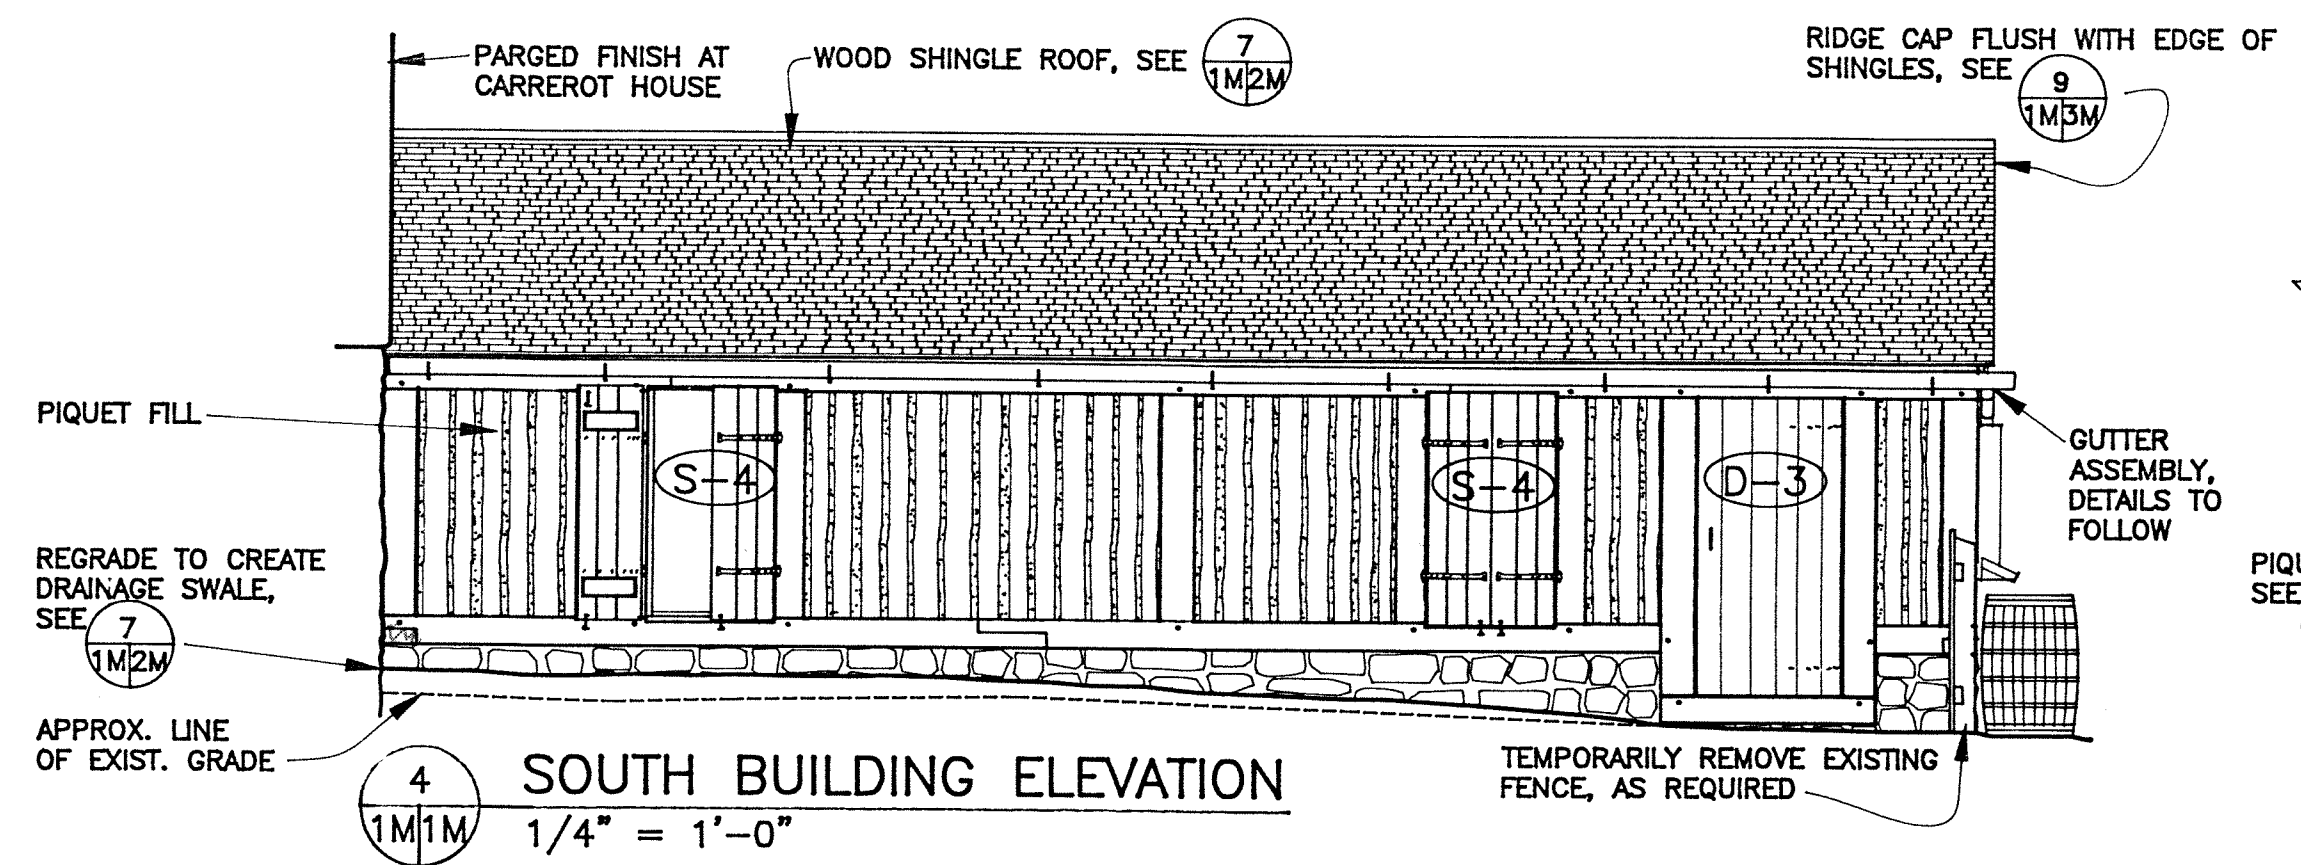 PARGED FINISH AT
CARREROT HOUSE
WOOD SHINGLE ROOF, SEE
7
1M 2M
RIDGE CAP FLUSH WITH EDGE OF
SHINGLES, SEE
9
1M 3M
PIQUET FILL
S-4
S-4
D-3
GUTTER
ASSEMBLY,
DETAILS TO
FOLLOW
REGRADE TO CREATE
DRAINAGE SWALE,
SEE
7
1M 2M
PIQU
SEE
APPROX. LINE
OF EXIST. GRADE
TEMPORARILY REMOVE EXISTING
FENCE, AS REQUIRED
4
1M 1M
SOUTH BUILDING ELEVATION
1/4" = 1'-0"